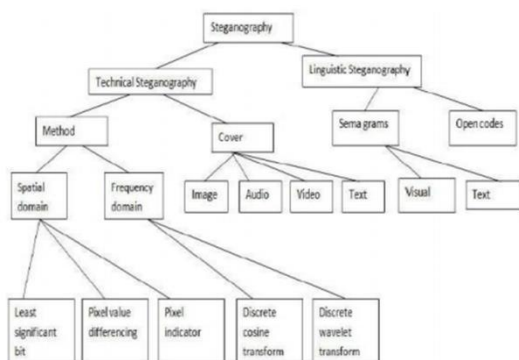 Steganography
Technical Steganography
Linguistic Steganography
Method
Cover
Sema grams
Open codes
Spatial
domain
Frequency
domain
Image
Audio
Video
Text
Visual
Text
Least
significant
bit
Pixel value
differencing
Pixel
indicator
Discrete
cosine
transform
Discrete
wavelet
transform